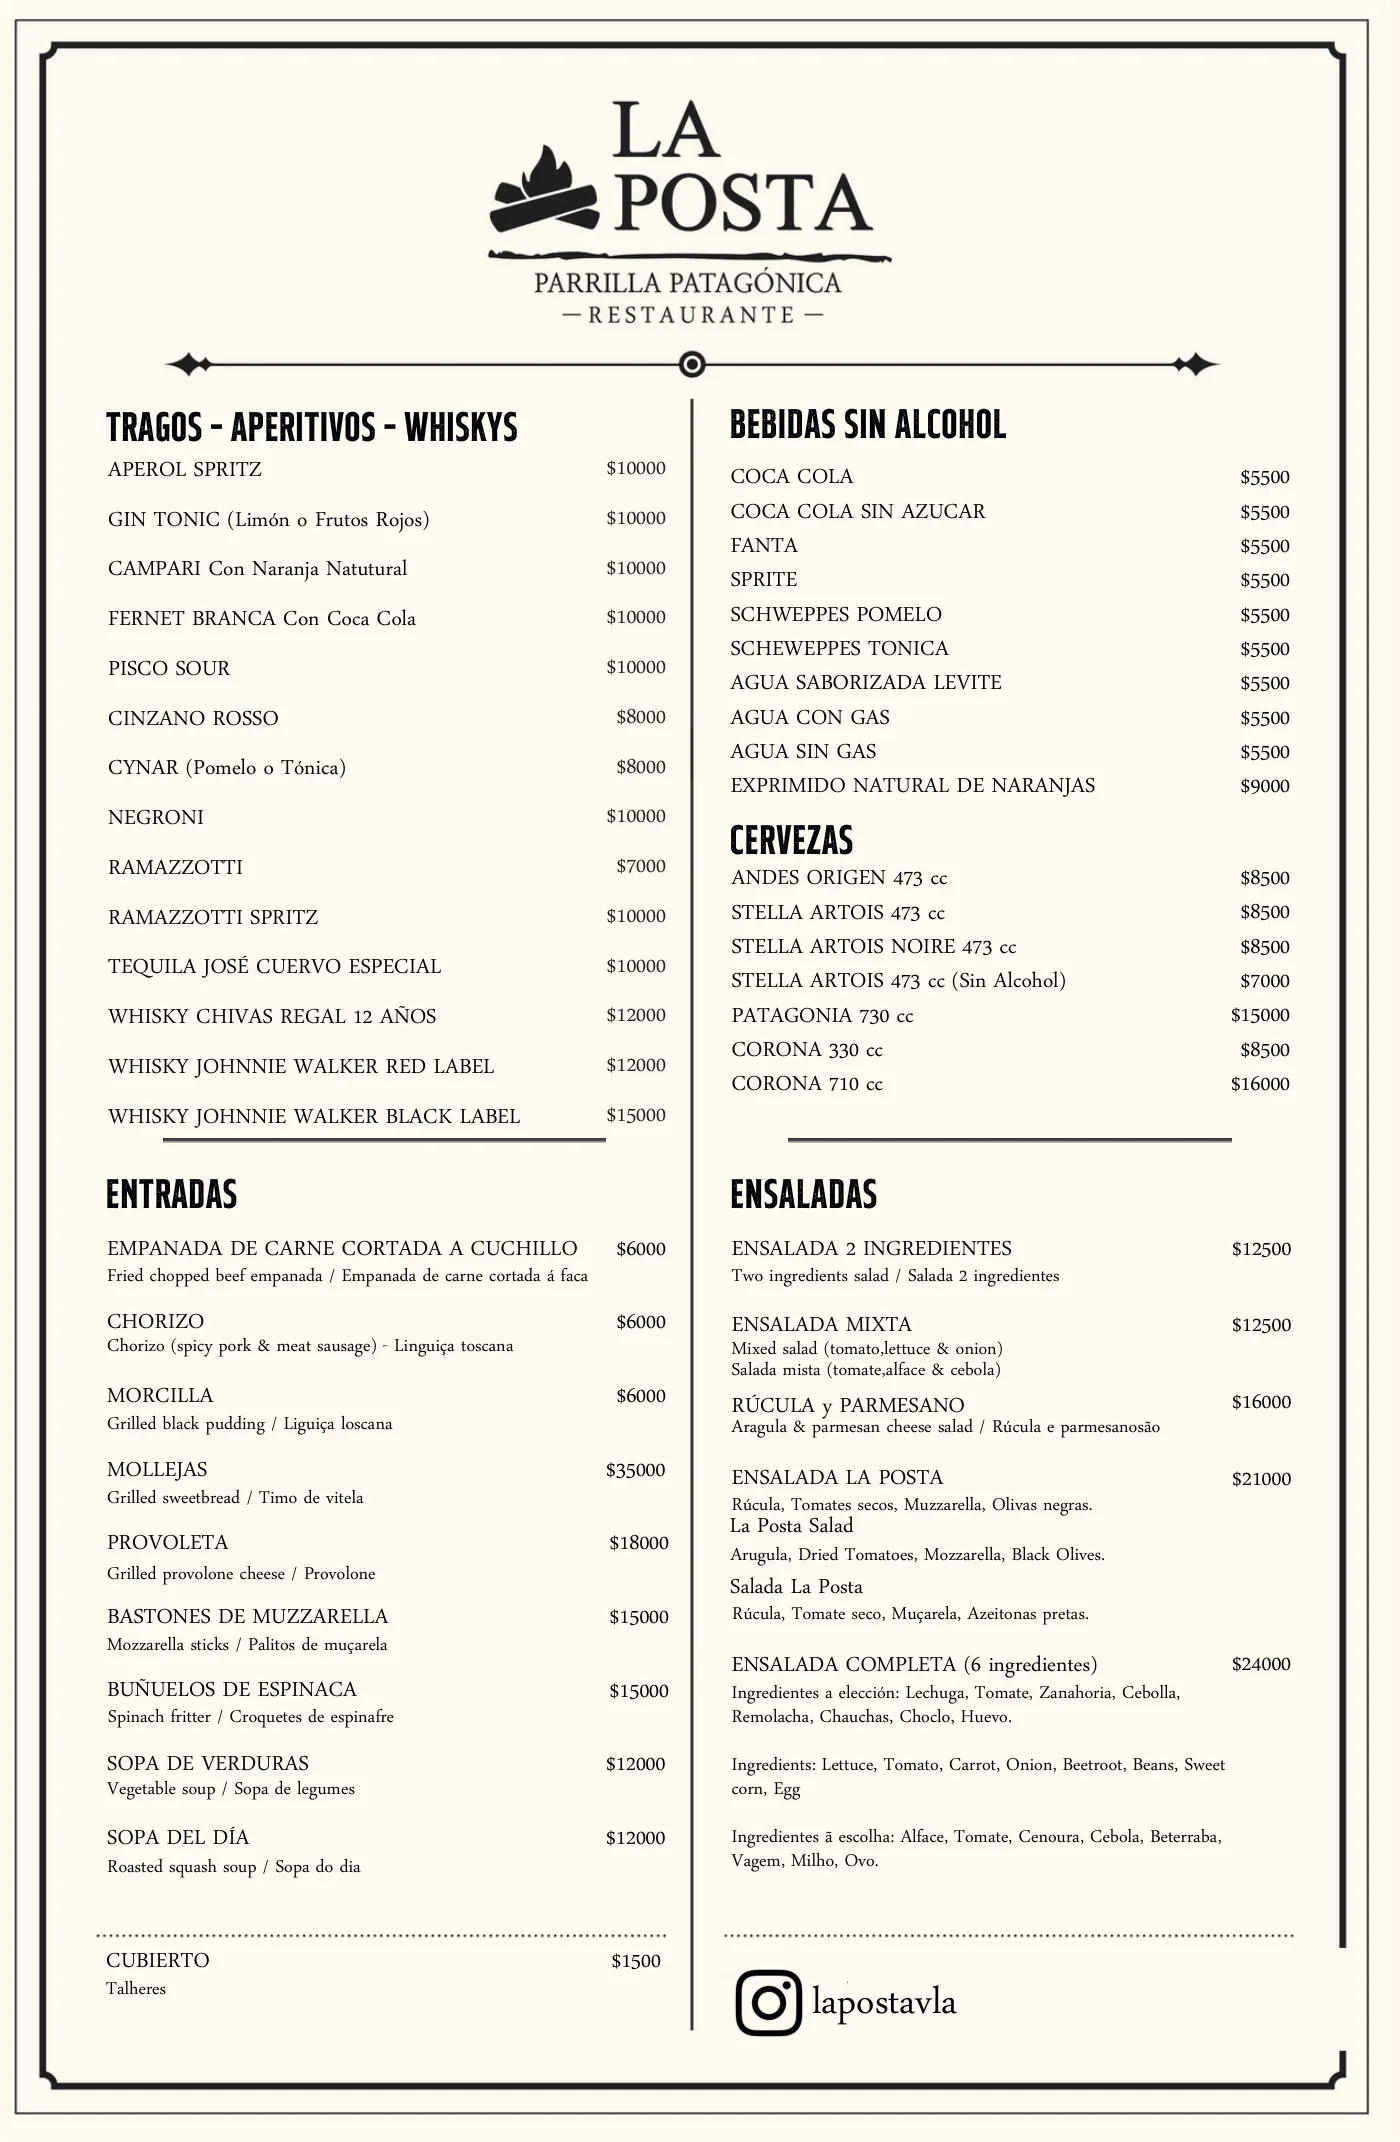 LA
POSTA
PARRILLA PATAGÓNICA
— RESTAURANTE —
TRAGOS - APERITIVOS - WHISKYS
APEROL SPRITZ $10000
GIN TONIC (Limón o Frutos Rojos) $10000
CAMPARI Con Naranja Natutural $10000
FERNET BRANCA Con Coca Cola $10000
PISCO SOUR $10000
CINZANO ROSSO $8000
CYNAR (Pomelo o Tónica) $8000
NEGRONI $10000
RAMAZZOTTI $7000
RAMAZZOTTI SPRITZ $10000
TEQUILA JOSÉ CUERVO ESPECIAL $10000
WHISKY CHIVAS REGAL 12 AÑOS $12000
WHISKY JOHNNIE WALKER RED LABEL $12000
WHISKY JOHNNIE WALKER BLACK LABEL $15000
ENTRADAS
EMPANADA DE CARNE CORTADA A CUCHILLO $6000
Fried chopped beef empanada / Empanada de carne cortada á faca
CHORIZO $6000
Chorizo (spicy pork & meat sausage) - Linguiça toscana
MORCILLA $6000
Grilled black pudding / Liguiça loscana
MOLLEJAS $35000
Grilled sweetbread / Timo de vitela
PROVOLETA $18000
Grilled provolone cheese / Provolone
BASTONES DE MUZZARELLA $15000
Mozzarella sticks / Palitos de muçarela
BUÑUELOS DE ESPINACA $15000
Spinach fritter / Croquetes de espinafre
SOPA DE VERDURAS $12000
Vegetable soup / Sopa de legumes
SOPA DEL DÍA $12000
Roasted squash soup / Sopa do dia
CUBIERTO $1500
Talheres
BEBIDAS SIN ALCOHOL
COCA COLA $5500
COCA COLA SIN AZUCAR $5500
FANTA $5500
SPRITE $5500
SCHWEPPES POMELO $5500
SCHEWEPPES TONICA $5500
AGUA SABORIZADA LEVITE $5500
AGUA CON GAS $5500
AGUA SIN GAS $5500
EXPRIMIDO NATURAL DE NARANJAS $9000
CERVEZAS
ANDES ORIGEN 473 cc $8500
STELLA ARTOIS 473 cc $8500
STELLA ARTOIS NOIRE 473 cc $8500
STELLA ARTOIS 473 cc (Sin Alcohol) $7000
PATAGONIA 730 cc $15000
CORONA 330 cc $8500
CORONA 710 cc $16000
ENSALADAS
ENSALADA 2 INGREDIENTES $12500
Two ingredients salad / Salada 2 ingredientes
ENSALADA MIXTA $12500
Mixed salad (tomato,lettuce & onion)
Salada mista (tomate,alface & cebola)
RÚCULA y PARMESANO $16000
Aragula & parmesan cheese salad / Rúcula e parmesanosão
ENSALADA LA POSTA $21000
Rúcula, Tomates secos, Muzzarella, Olivas negras.
La Posta Salad
Arugula, Dried Tomatoes, Mozzarella, Black Olives.
Salada La Posta
Rúcula, Tomate seco, Muçarela, Azeitonas pretas.
ENSALADA COMPLETA (6 ingredientes) $24000
Ingredientes a elección: Lechuga, Tomate, Zanahoria, Cebolla,
Remolacha, Chauchas, Choclo, Huevo.
Ingredients: Lettuce, Tomato, Carrot, Onion, Beetroot, Beans, Sweet
corn, Egg
Ingredientes ã escolha: Alface, Tomate, Cenoura, Cebola, Beterraba,
Vagem, Milho, Ovo.
lapostavla